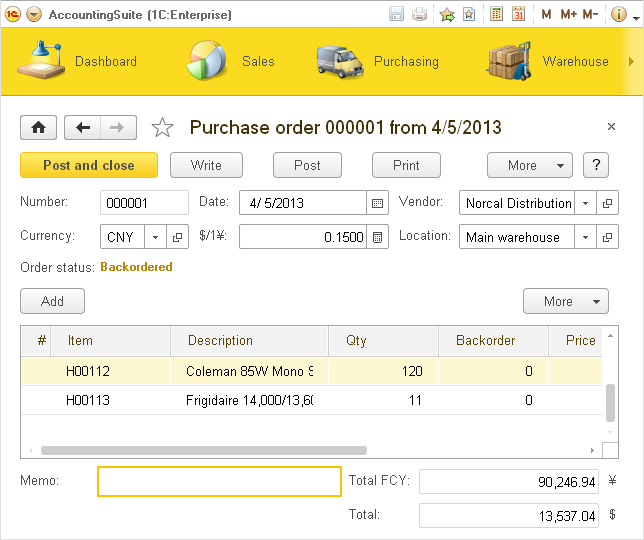 AccountingSuite (1C:Enterprise)
M M+ M-
Dashboard Sales Purchasing Warehouse
Purchase order 000001 from 4/5/2013
Post and close Write Post Print More ?
Number: 000001 Date: 4/ 5/2013 Vendor: Norcal Distribution
Currency: CNY $/1¥: 0.1500 Location: Main warehouse
Order status: Backordered
Add More
# Item Description Qty Backorder Price
H00112 Coleman 85W Mono S 120 0
H00113 Frigidaire 14,000/13,60 11 0
Memo: Total FCY: 90,246.94 ¥
Total: 13,537.04 $